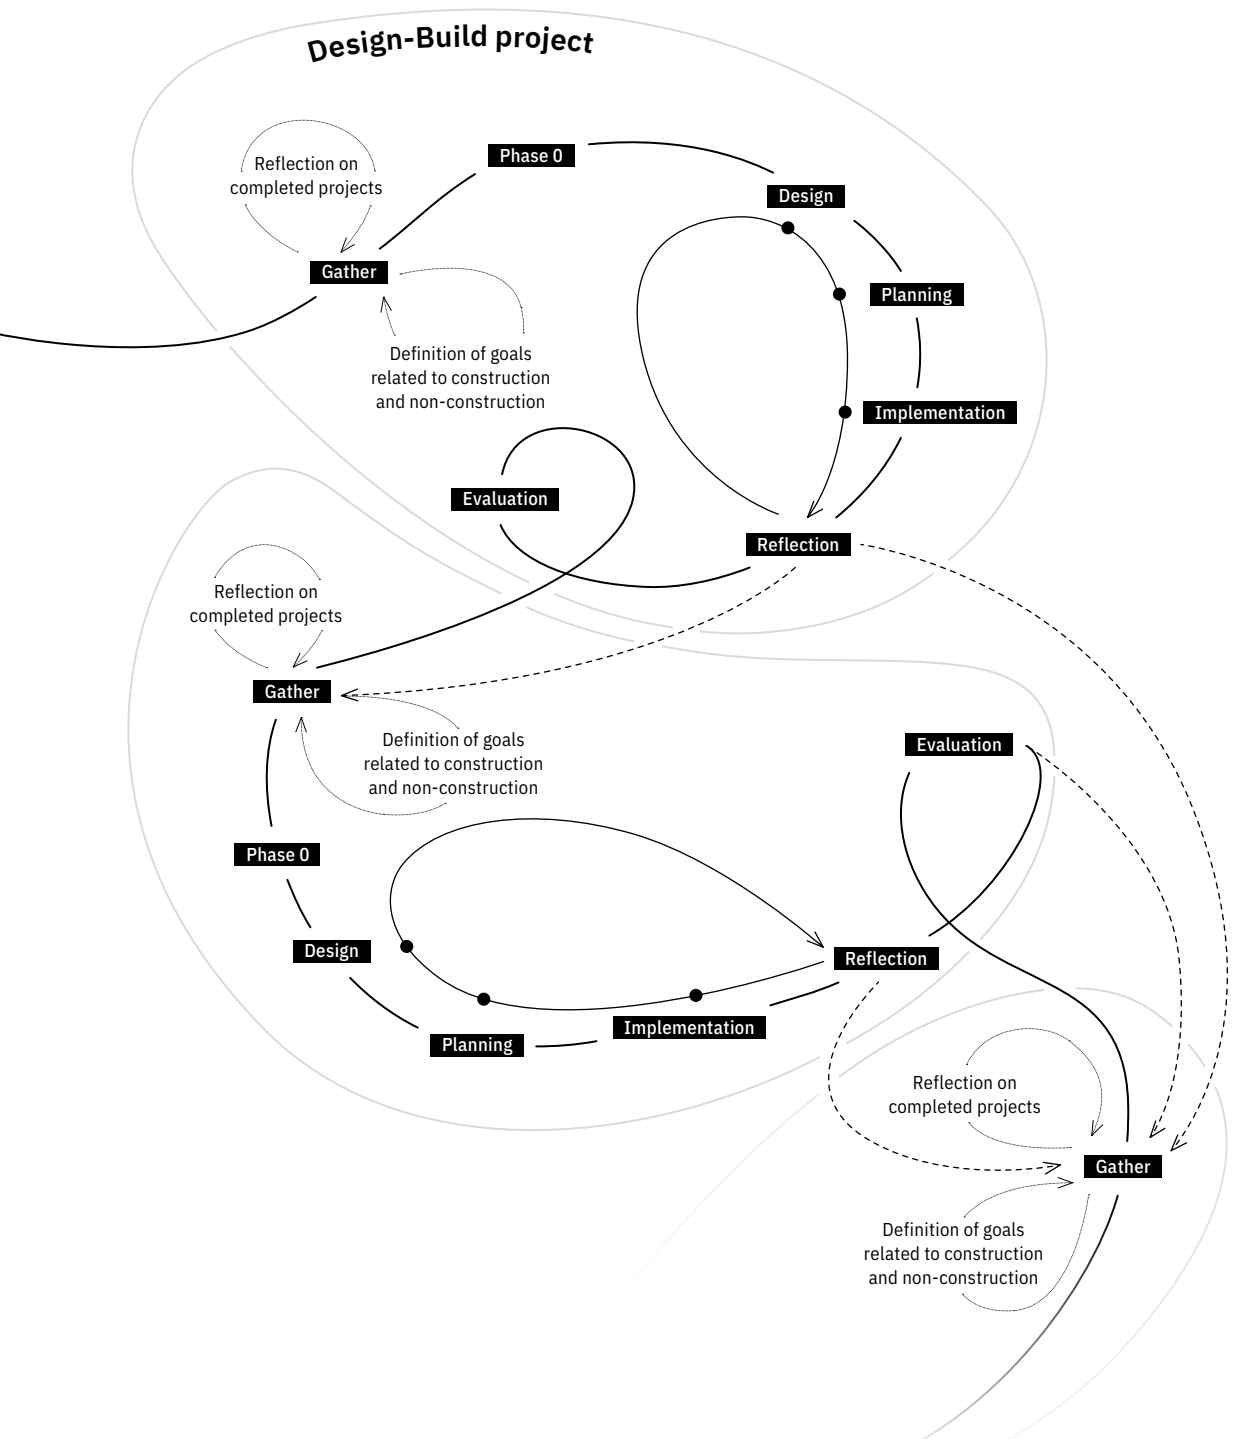 Design-Build project
Phase 0
Reflection on
completed projects
Design
Gather
Planning
Definition of goals
related to construction
and non-construction
Implementation
Evaluation
Reflection
Reflection on
completed projects
Gather
Definition of goals
related to construction
and non-construction
Evaluation
Phase 0
Design
Reflection
Implementation
Planning
Reflection on
completed projects
Gather
Definition of goals
related to construction
and non-construction